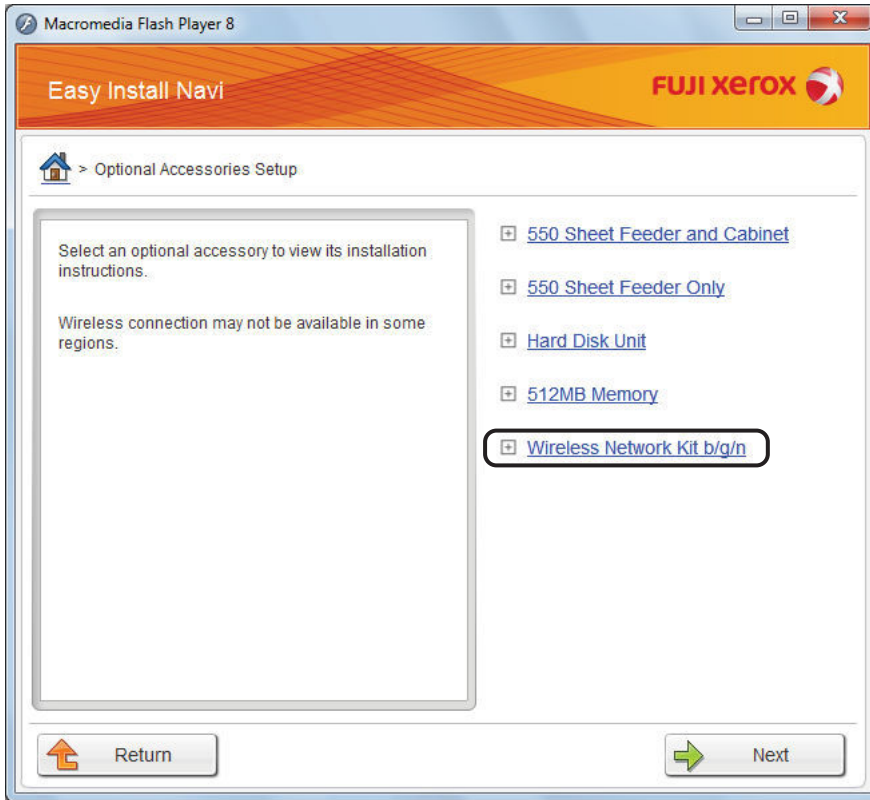 Macromedia Flash Player 8
Easy Install Navi
FUJI xerox
> Optional Accessories Setup
Select an optional accessory to view its installation
instructions.
Wireless connection may not be available in some
regions.
550 Sheet Feeder and Cabinet
550 Sheet Feeder Only
Hard Disk Unit
512MB Memory
Wireless Network Kit b/g/n
Return
Next